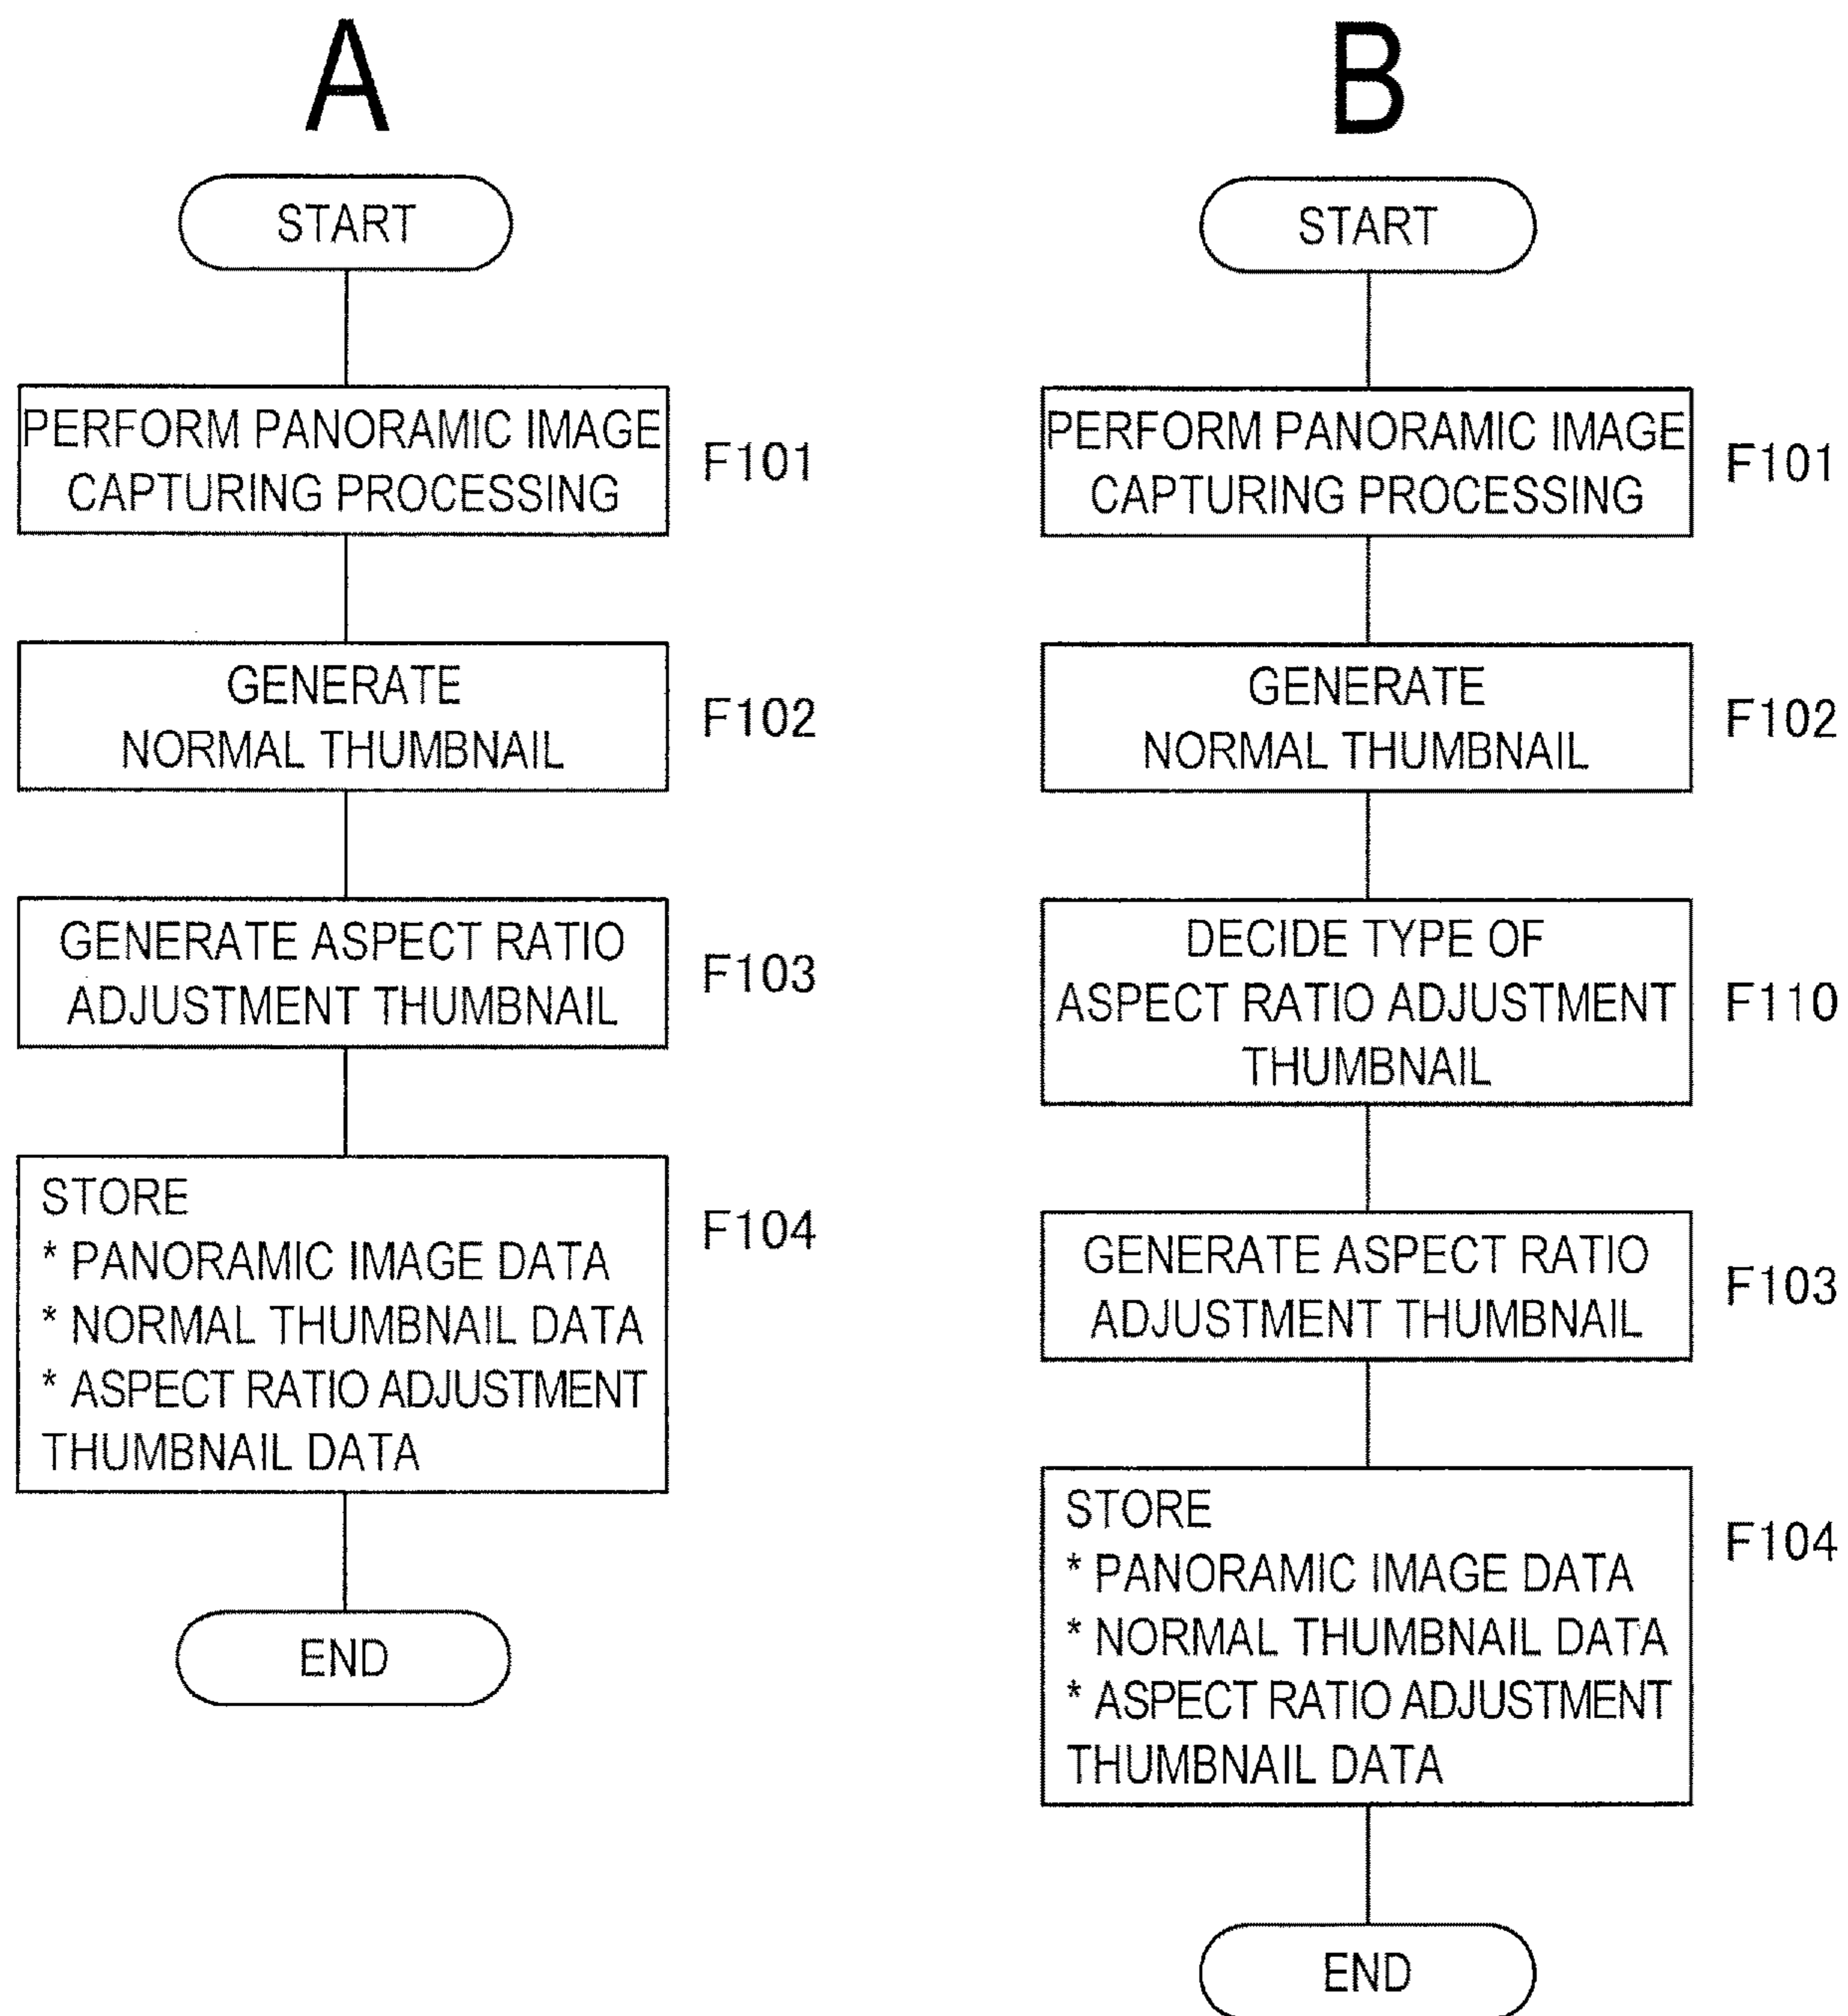 A
START
PERFORM PANORAMIC IMAGE
CAPTURING PROCESSING
F101
GENERATE
NORMAL THUMBNAIL
F102
GENERATE ASPECT RATIO
ADJUSTMENT THUMBNAIL
F103
STORE
* PANORAMIC IMAGE DATA
* NORMAL THUMBNAIL DATA
* ASPECT RATIO ADJUSTMENT
THUMBNAIL DATA
F104
END
B
START
PERFORM PANORAMIC IMAGE
CAPTURING PROCESSING
F101
GENERATE
NORMAL THUMBNAIL
F102
DECIDE TYPE OF
ASPECT RATIO ADJUSTMENT
THUMBNAIL
F110
GENERATE ASPECT RATIO
ADJUSTMENT THUMBNAIL
F103
STORE
* PANORAMIC IMAGE DATA
* NORMAL THUMBNAIL DATA
* ASPECT RATIO ADJUSTMENT
THUMBNAIL DATA
F104
END